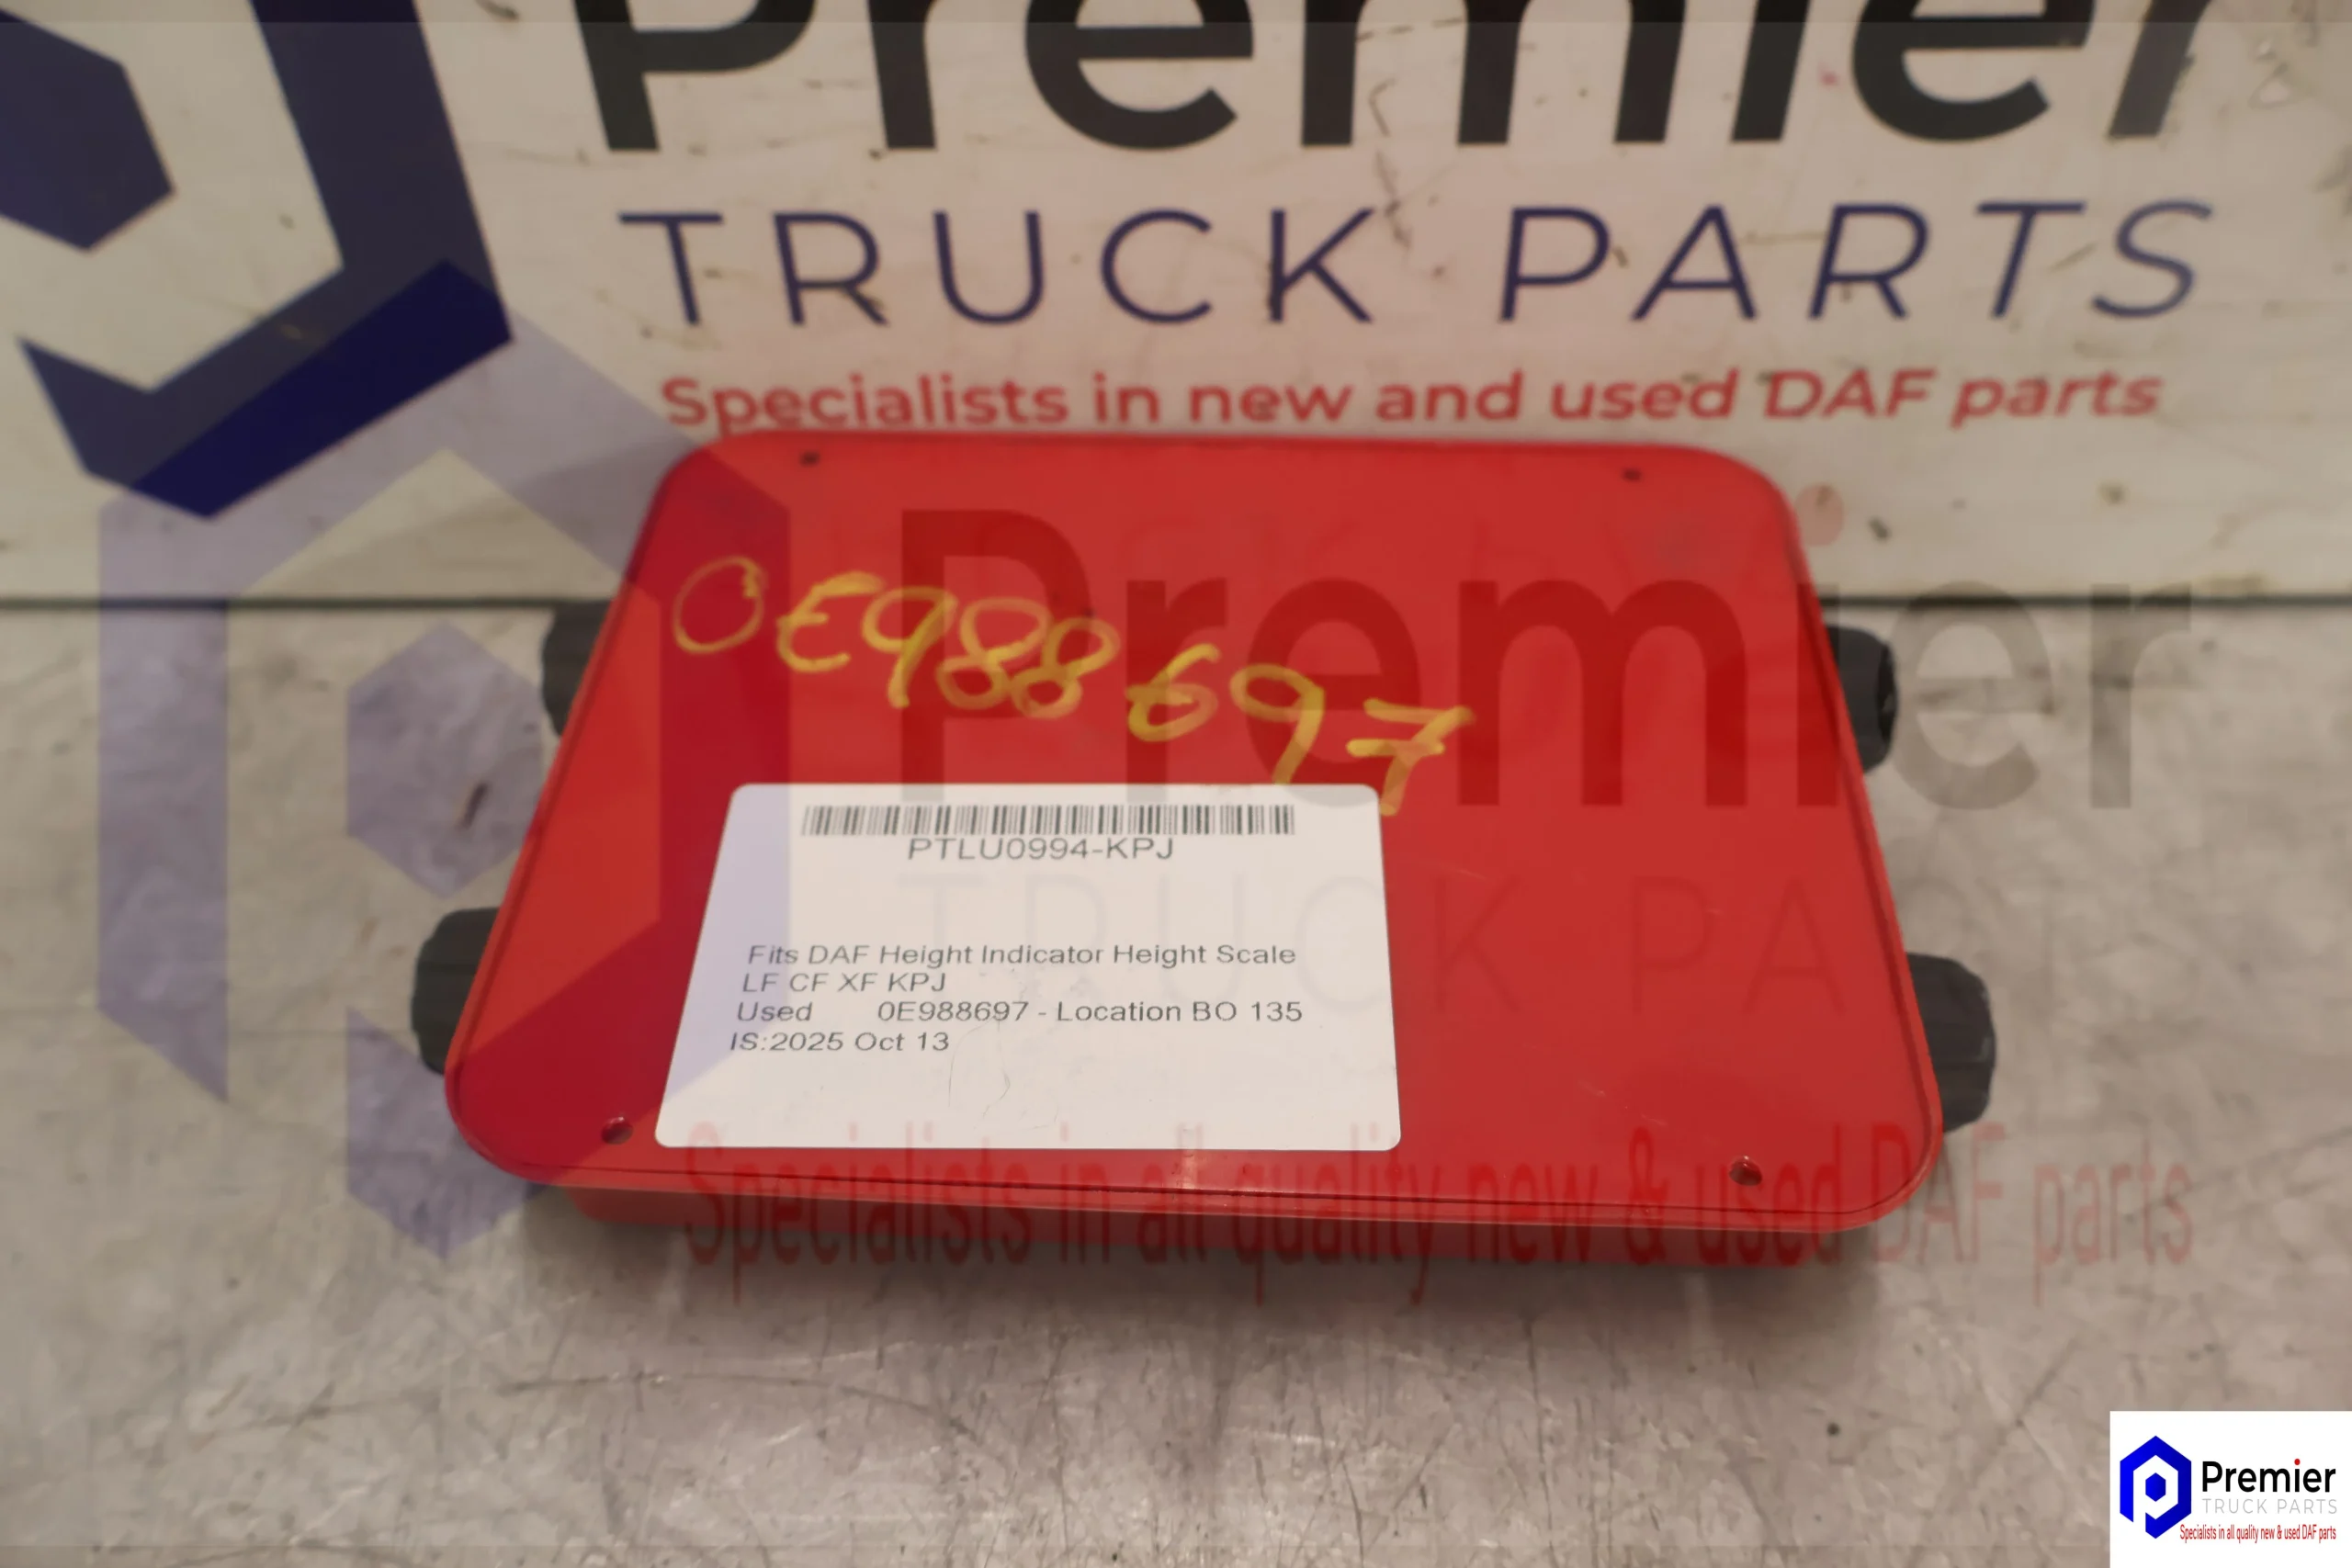 Premier
TRUCK PARTS
Specialists in new and used DAF parts
0E988697
PTLU0994-KPJ
Fits DAF Height Indicator Height Scale
LF CF XF KPJ
Used 0E988697 - Location BO 135
IS:2025 Oct 13
Premier
TRUCK PARTS
Specialists in all quality new & used DAF parts
Premier
TRUCK PARTS
Specialists in all quality new & used DAF parts